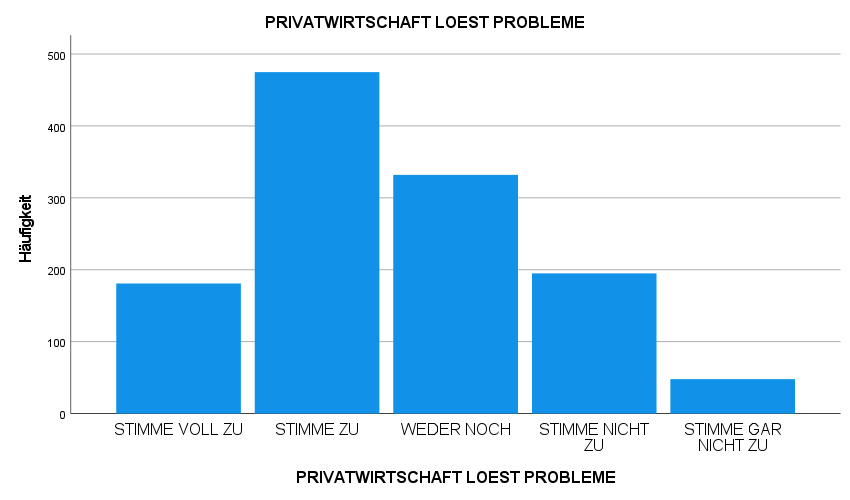 PRIVATWIRTSCHAFT LOEST PROBLEME
500
400
300
200
100
0
Häufigkeit
STIMME VOLL ZU
STIMME ZU
WEDER NOCH
STIMME NICHT
ZU
STIMME GAR
NICHT ZU
PRIVATWIRTSCHAFT LOEST PROBLEME